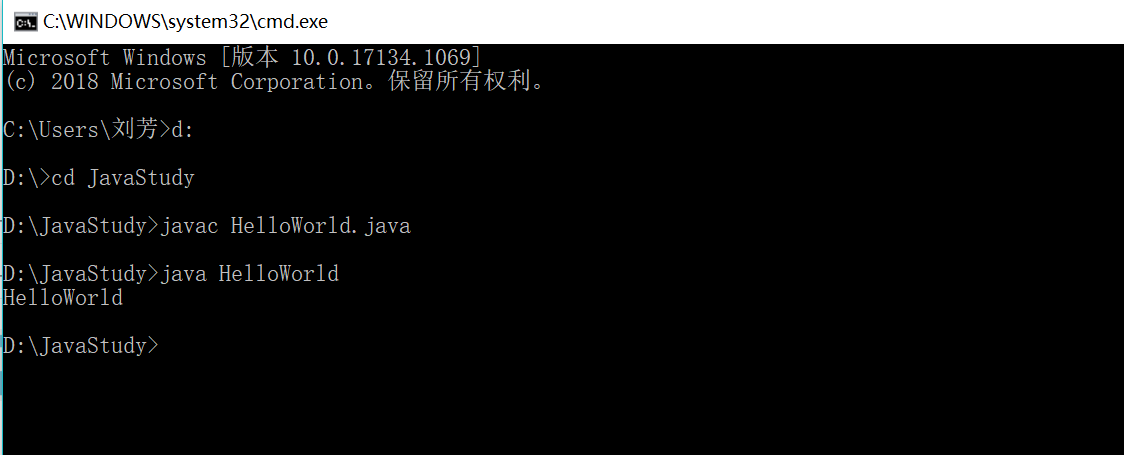 C:\WINDOWS\system32\cmd.exe
Microsoft Windows [版本 10.0.17134.1069]
(c) 2018 Microsoft Corporation。保留所有权利。
C:\Users\刘芳>d:
D:\>cd JavaStudy
D:\JavaStudy>javac HelloWorld.java
D:\JavaStudy>java HelloWorld
HelloWorld
D:\JavaStudy>